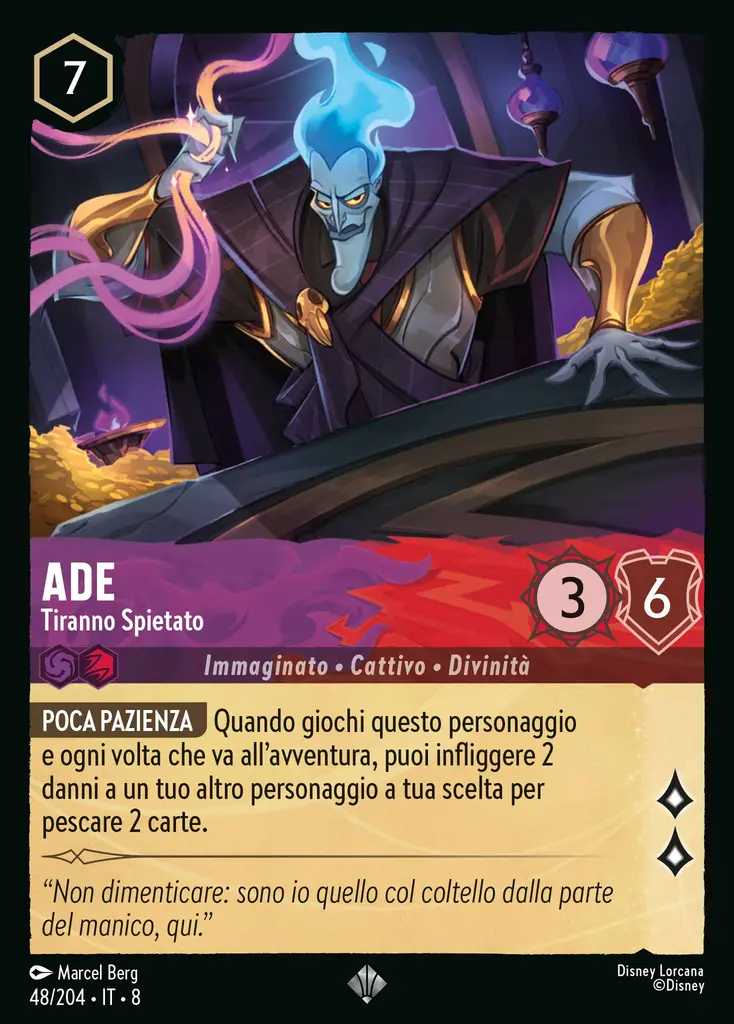 7
ADE
Tiranno Spietato
3
6
Immaginato • Cattivo • Divinità
POCA PAZIENZA Quando giochi questo personaggio
e ogni volta che va all’avventura, puoi infliggere 2
danni a un tuo altro personaggio a tua scelta per
pescare 2 carte.
“Non dimenticare: sono io quello col coltello dalla parte
del manico, qui.”
Marcel Berg
48/204 • IT • 8
Disney Lorcana
©Disney